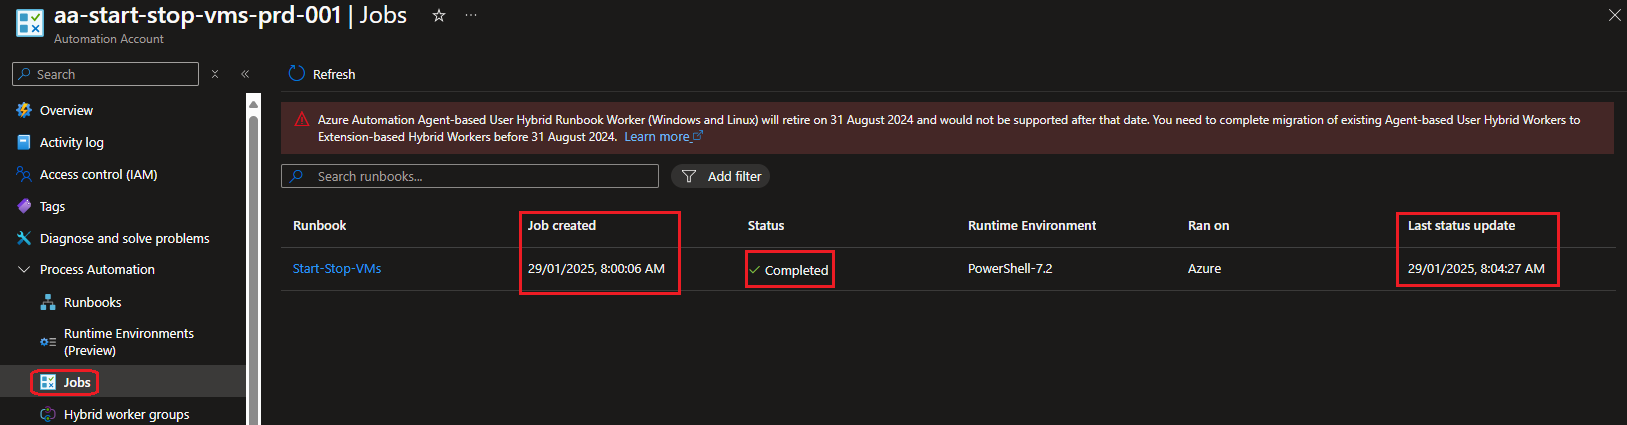 aa-start-stop-vms-prd-001 | Jobs
Automation Account
Search
Refresh
Overview
Activity log
Access control (IAM)
Tags
Diagnose and solve problems
Process Automation
Runbooks
Runtime Environments
(Preview)
Jobs
Hybrid worker groups
Azure Automation Agent-based User Hybrid Runbook Worker (Windows and Linux) will retire on 31 August 2024 and would not be supported after that date. You need to complete migration of existing Agent-based User Hybrid Workers to
Extension-based Hybrid Workers before 31 August 2024. Learn more
Search runbooks...
Add filter
Runbook Job created Status Runtime Environment Ran on Last status update
Start-Stop-VMs 29/01/2025, 8:00:06 AM Completed PowerShell-7.2 Azure 29/01/2025, 8:04:27 AM